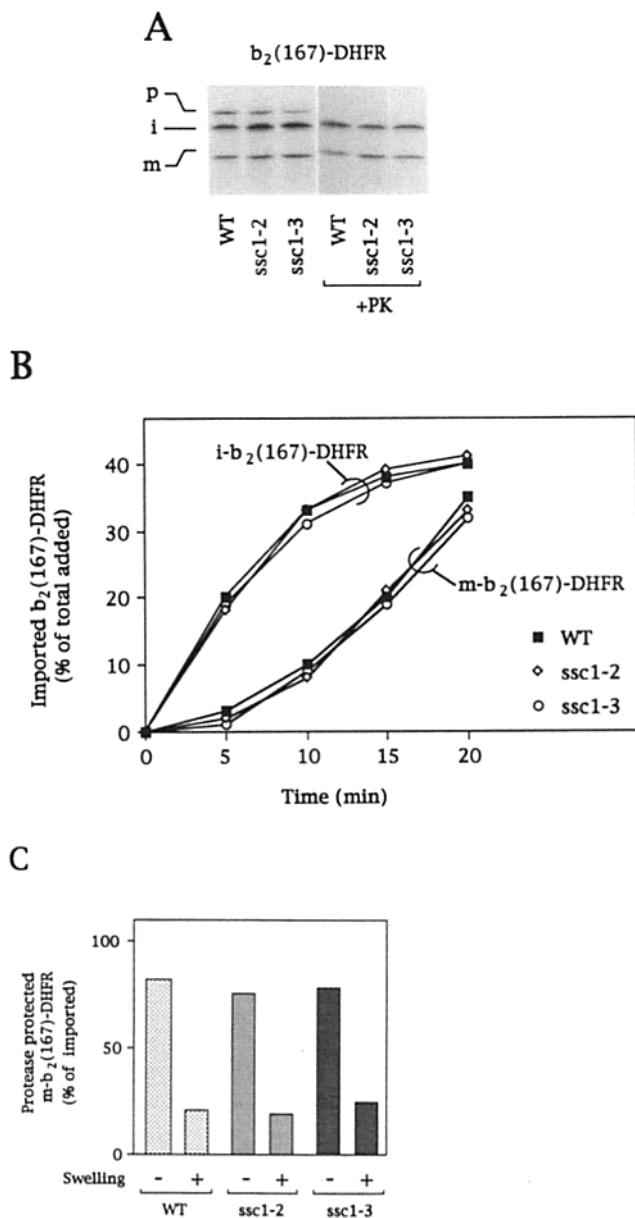 A
b₂(167)-DHFR
p
i
m
WT
ssc1-2
ssc1-3
WT
ssc1-2
ssc1-3
+PK
B
Imported b₂(167)-DHFR
(% of total added)
40
30
20
10
0
i-b₂(167)-DHFR
m-b₂(167)-DHFR
WT
ssc1-2
ssc1-3
0 5 10 15 20
Time (min)
C
Protease protected
m-b₂(167)-DHFR
(% of imported)
100
50
0
Swelling - + - + - +
WT ssc1-2 ssc1-3